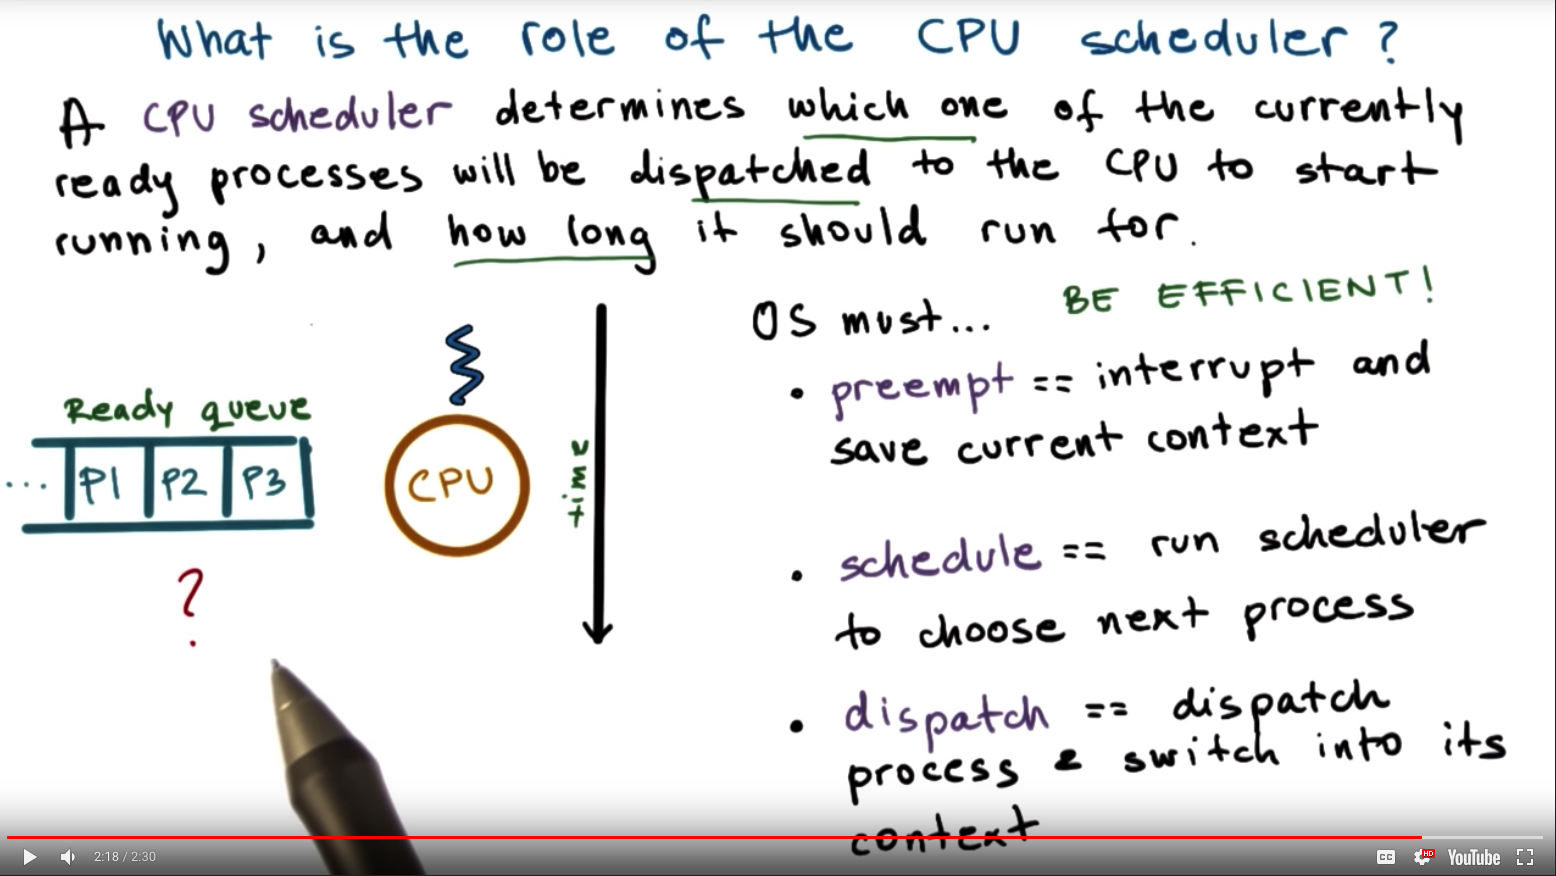 What is the role of the CPU scheduler?
A CPU scheduler determines which one of the currently
ready processes will be dispatched to the CPU to start
running, and how long it should run for.
OS must... BE EFFICIENT!
• preempt == interrupt and
save current context
• schedule == run scheduler
to choose next process
• dispatch == dispatch
process & switch into its
context
Ready queue
... P1 P2 P3
?
CPU
time
2:18 / 2:30
CC HD YouTube